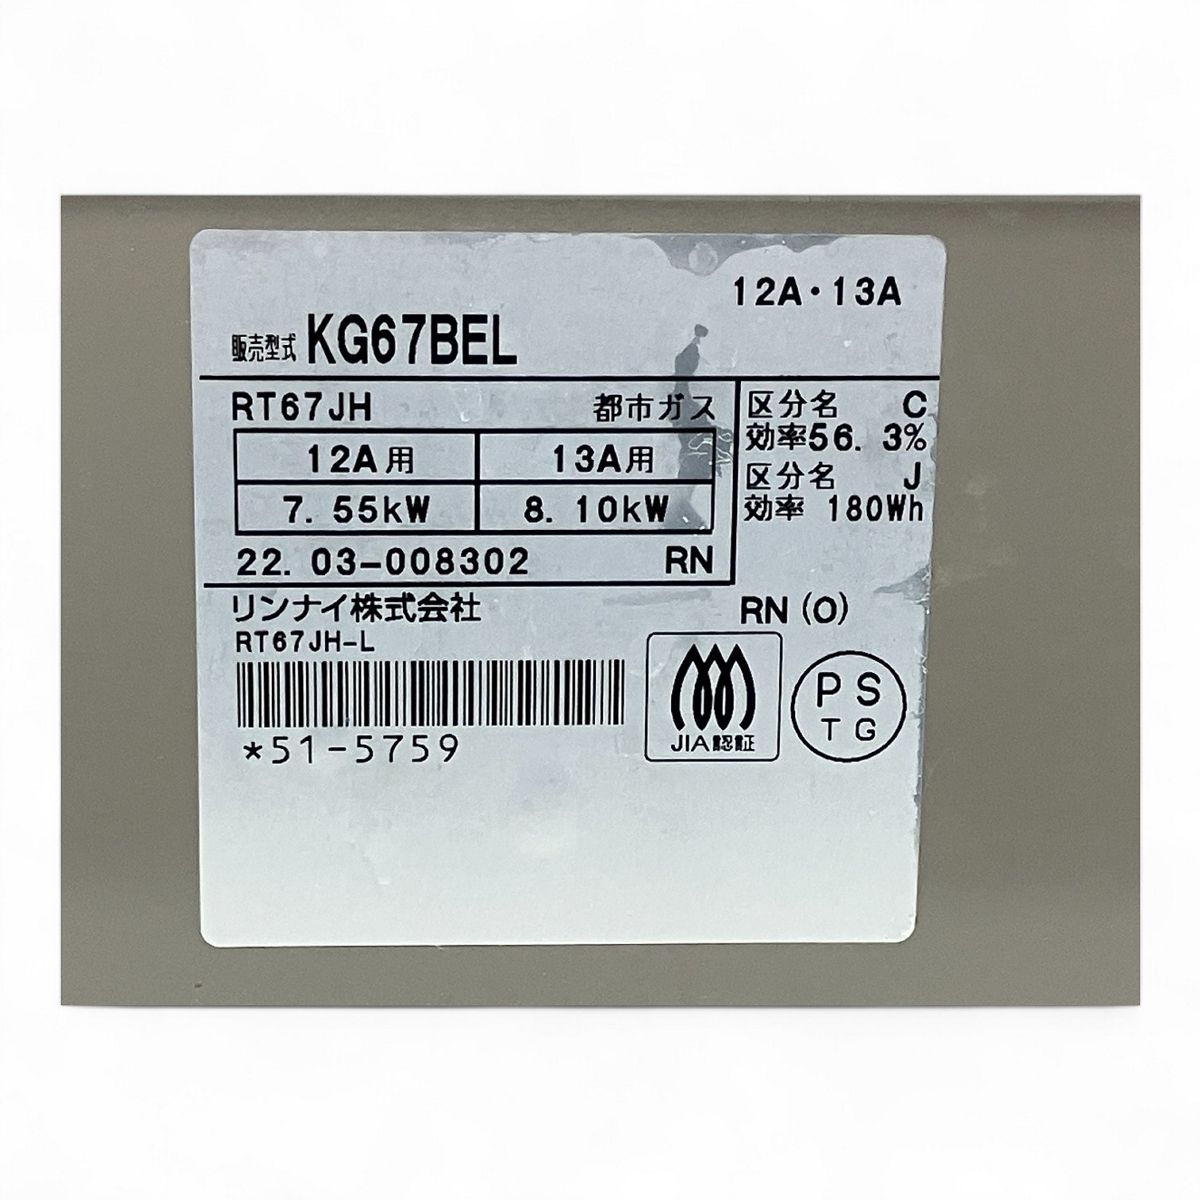 12A・13A
販売型式 KG67BEL
RT67JH 都市ガス
12A用 13A用
7.55kW 8.10kW
22.03-008302 RN
区分名 C
効率56.3%
区分名 J
効率 180Wh
リンナイ株式会社 RN(O)
RT67JH-L
*51-5759
JIA認証
PS
TG